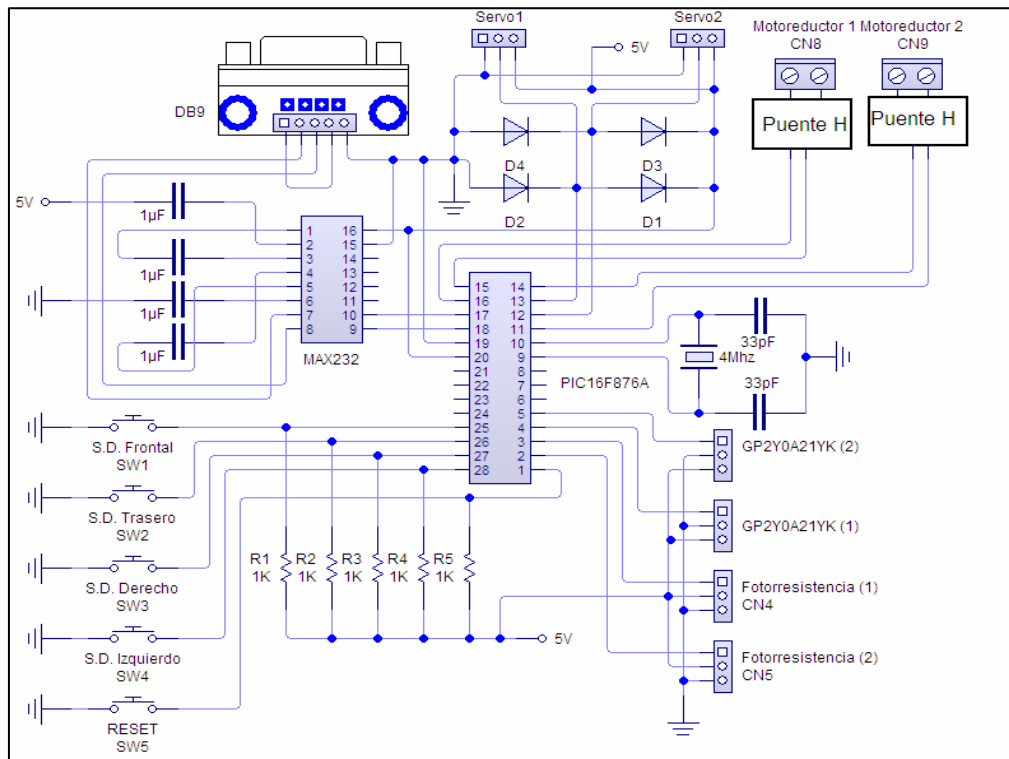 Servo1
Servo2
5V
Motoreductor 1
CN8
Motoreductor 2
CN9
DB9
Puente H
Puente H
D4
D3
D2
D1
5V
1µF
1µF
1µF
1µF
1 16
2 15
3 14
4 13
5 12
6 11
7 10
8 9
MAX232
15 14
16 13
17 12
18 11
19 10
20 9
21 8
22 7
23 6
24 5
25 4
26 3
27 2
28 1
PIC16F876A
33pF
4Mhz
33pF
S.D. Frontal
SW1
S.D. Trasero
SW2
S.D. Derecho
SW3
S.D. Izquierdo
SW4
RESET
SW5
R1
1K
R2
1K
R3
1K
R4
1K
R5
1K
5V
GP2Y0A21YK (2)
GP2Y0A21YK (1)
Fotorresistencia (1)
CN4
Fotorresistencia (2)
CN5